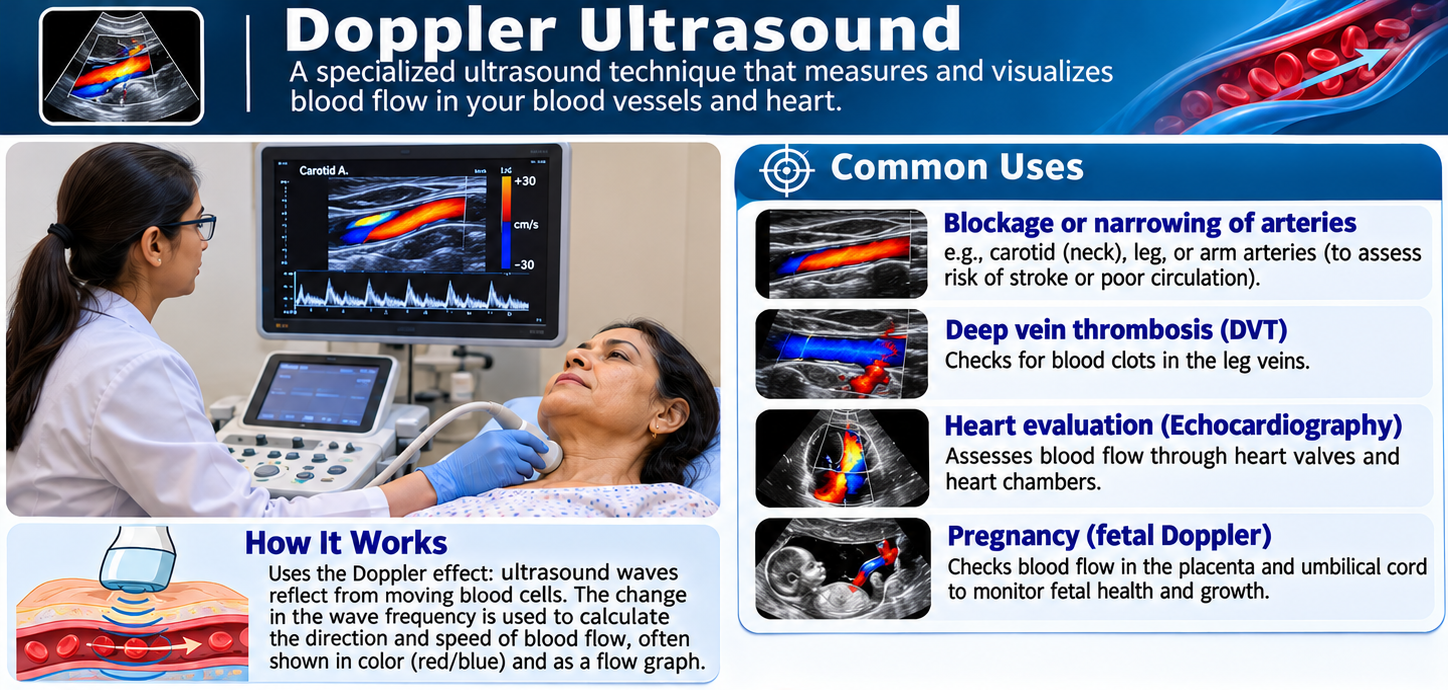 Doppler Ultrasound
A specialized ultrasound technique that measures and visualizes
blood flow in your blood vessels and heart.
Carotid A.
+30
cm/s
-30
How It Works
Uses the Doppler effect: ultrasound waves
reflect from moving blood cells. The change
in the wave frequency is used to calculate
the direction and speed of blood flow, often
shown in color (red/blue) and as a flow graph.
Common Uses
Blockage or narrowing of arteries
e.g., carotid (neck), leg, or arm arteries (to assess
risk of stroke or poor circulation).
Deep vein thrombosis (DVT)
Checks for blood clots in the leg veins.
Heart evaluation (Echocardiography)
Assesses blood flow through heart valves and
heart chambers.
Pregnancy (fetal Doppler)
Checks blood flow in the placenta and umbilical cord
to monitor fetal health and growth.